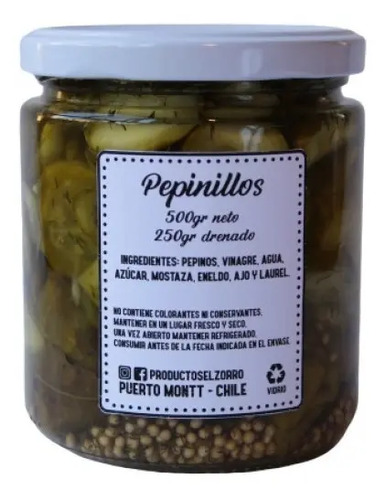 Pepinillos
500gr neto
250gr drenado
INGREDIENTES: PEPINOS, VINAGRE, AGUA,
AZÚCAR, MOSTAZA, ENELDO, AJO Y LAUREL.
NO CONTIENE COLORANTES NI CONSERVANTES.
MANTENER EN UN LUGAR FRESCO Y SECO.
UNA VEZ ABIERTO MANTENER REFRIGERADO.
CONSUMIR ANTES DE LA FECHA INDICADA EN EL ENVASE
PRODUCTOSELZORRO
PUERTO MONTT - CHILE
VIDRIO